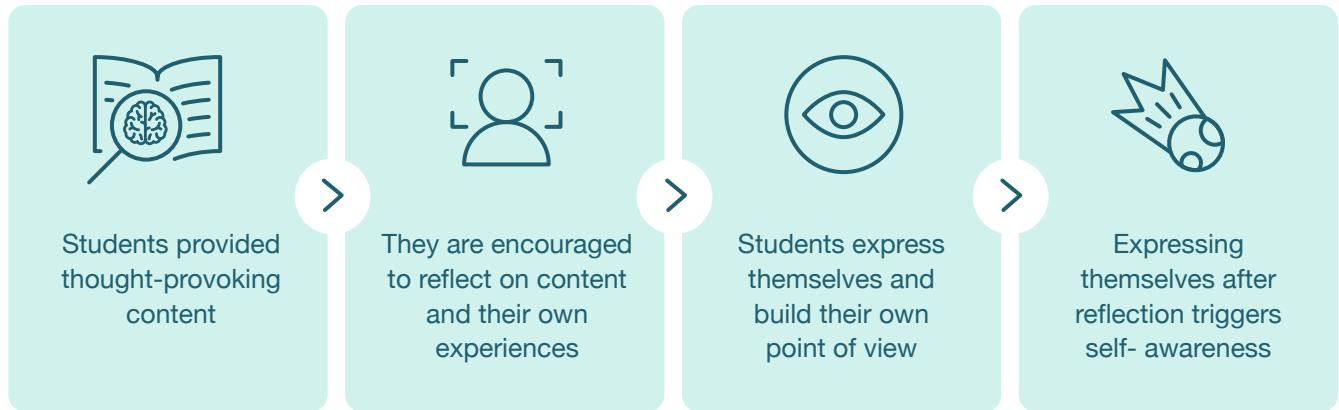 Students provided
thought-provoking
content
They are encouraged
to reflect on content
and their own
experiences
Students express
themselves and
build their own
point of view
Expressing
themselves after
reflection triggers
self- awareness